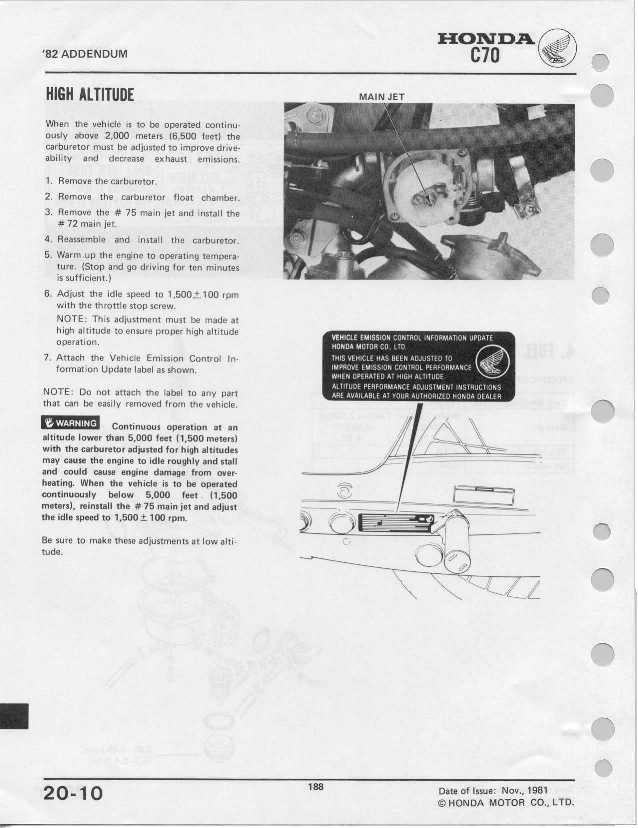 '82 ADDENDUM
HONDA
C70
HIGH ALTITUDE
When the vehicle is to be operated continu-
ously above 2,000 meters (6,500 feet) the
carburetor must be adjusted to improve drive-
ability and decrease exhaust emissions.
1. Remove the carburetor.
2. Remove the carburetor float chamber.
3. Remove the # 75 main jet and install the
# 72 main jet.
4. Reassemble and install the carburetor.
5. Warm up the engine to operating tempera-
ture. (Stop and go driving for ten minutes
is sufficient.)
6. Adjust the idle speed to 1,500 ± 100 rpm
with the throttle stop screw.
NOTE: This adjustment must be made at
high altitude to ensure proper high altitude
operation.
7. Attach the Vehicle Emission Control In-
formation Update label as shown.
NOTE: Do not attach the label to any part
that can be easily removed from the vehicle.
WARNING Continuous operation at an
altitude lower than 5,000 feet (1,500 meters)
with the carburetor adjusted for high altitudes
may cause the engine to idle roughly and stall
and could cause engine damage from over-
heating. When the vehicle is to be operated
continuously below 5,000 feet (1,500
meters), reinstall the # 75 main jet and adjust
the idle speed to 1,500 ± 100 rpm.
Be sure to make these adjustments at low alti-
tude.
MAIN JET
VEHICLE EMISSION CONTROL INFORMATION UPDATE
HONDA MOTOR CO., LTD.
THIS VEHICLE HAS BEEN ADJUSTED TO
IMPROVE EMISSION CONTROL PERFORMANCE
WHEN OPERATED AT HIGH ALTITUDE.
ALTITUDE PERFORMANCE ADJUSTMENT INSTRUCTIONS
ARE AVAILABLE AT YOUR AUTHORIZED HONDA DEALER
20-10
188
Date of Issue: Nov., 1981
© HONDA MOTOR CO., LTD.